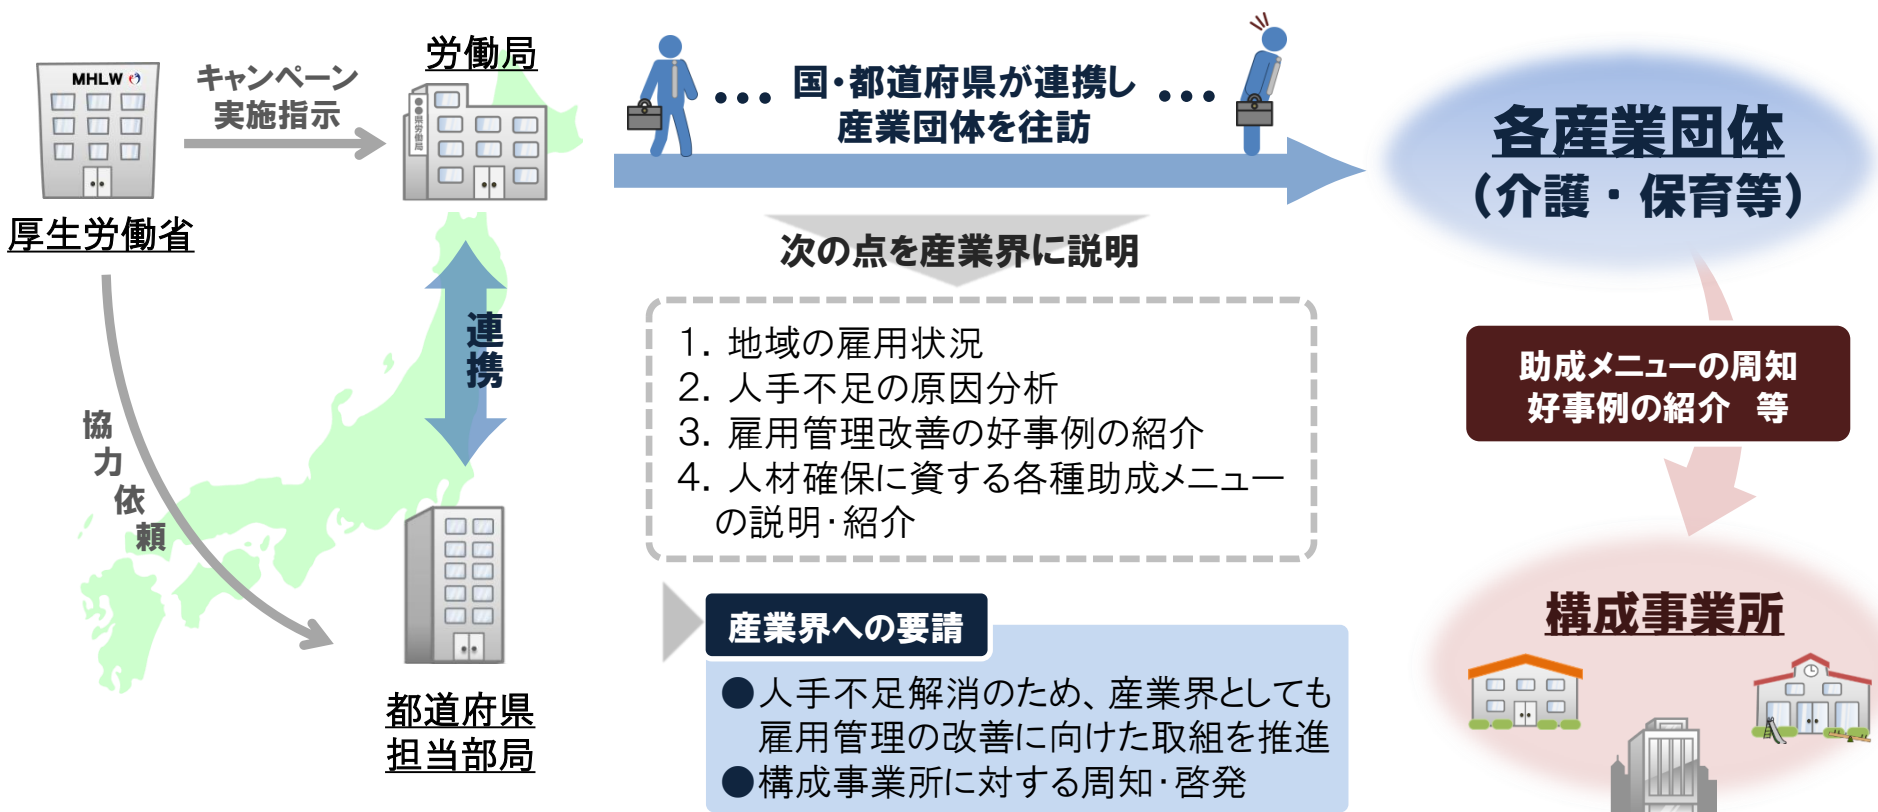 MHLW
厚生労働省
キャンペーン
実施指示
労働局
●●県労働局
連携
協力依頼
都道府県
担当部局
… 国・都道府県が連携し …
産業団体を往訪
次の点を産業界に説明
1. 地域の雇用状況
2. 人手不足の原因分析
3. 雇用管理改善の好事例の紹介
4. 人材確保に資する各種助成メニュー
の説明・紹介
産業界への要請
●人手不足解消のため、産業界としても
雇用管理の改善に向けた取組を推進
●構成事業所に対する周知・啓発
各産業団体
（介護・保育等）
助成メニューの周知
好事例の紹介 等
構成事業所